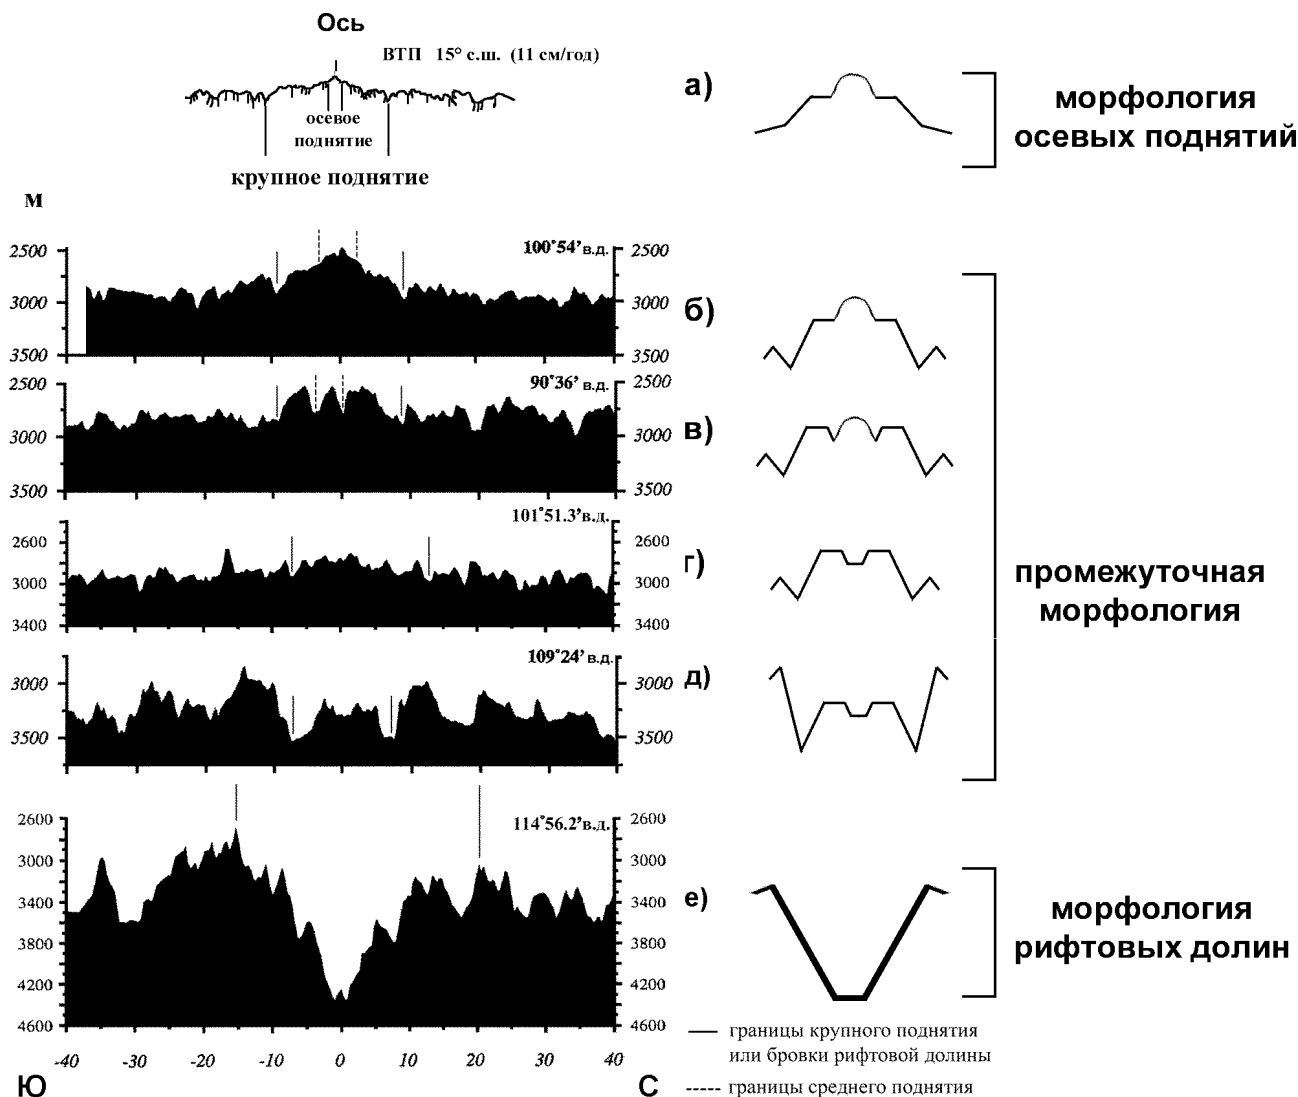 Ось
ВТП 15° с.ш. (11 см/год)
осевое
поднятие
крупное поднятие
а)
морфология
осевых поднятий
м
100°54’ в.д.
2500
3000
3500
2500
3000
3500
б)
90°36’ в.д.
2500
3000
3500
2500
3000
3500
в)
101°51.3’в.д.
2600
3000
3400
2600
3000
3400
г)
промежуточная
морфология
109°24’ в.д.
3000
3500
3000
3500
д)
114°56.2’в.д.
2600
3000
3400
3800
4200
4600
2600
3000
3400
3800
4200
4600
е)
морфология
рифтовых долин
-40 -30 -20 -10 0 10 20 30 40
Ю
С
границы крупного поднятия
или бровки рифтовой долины
границы среднего поднятия